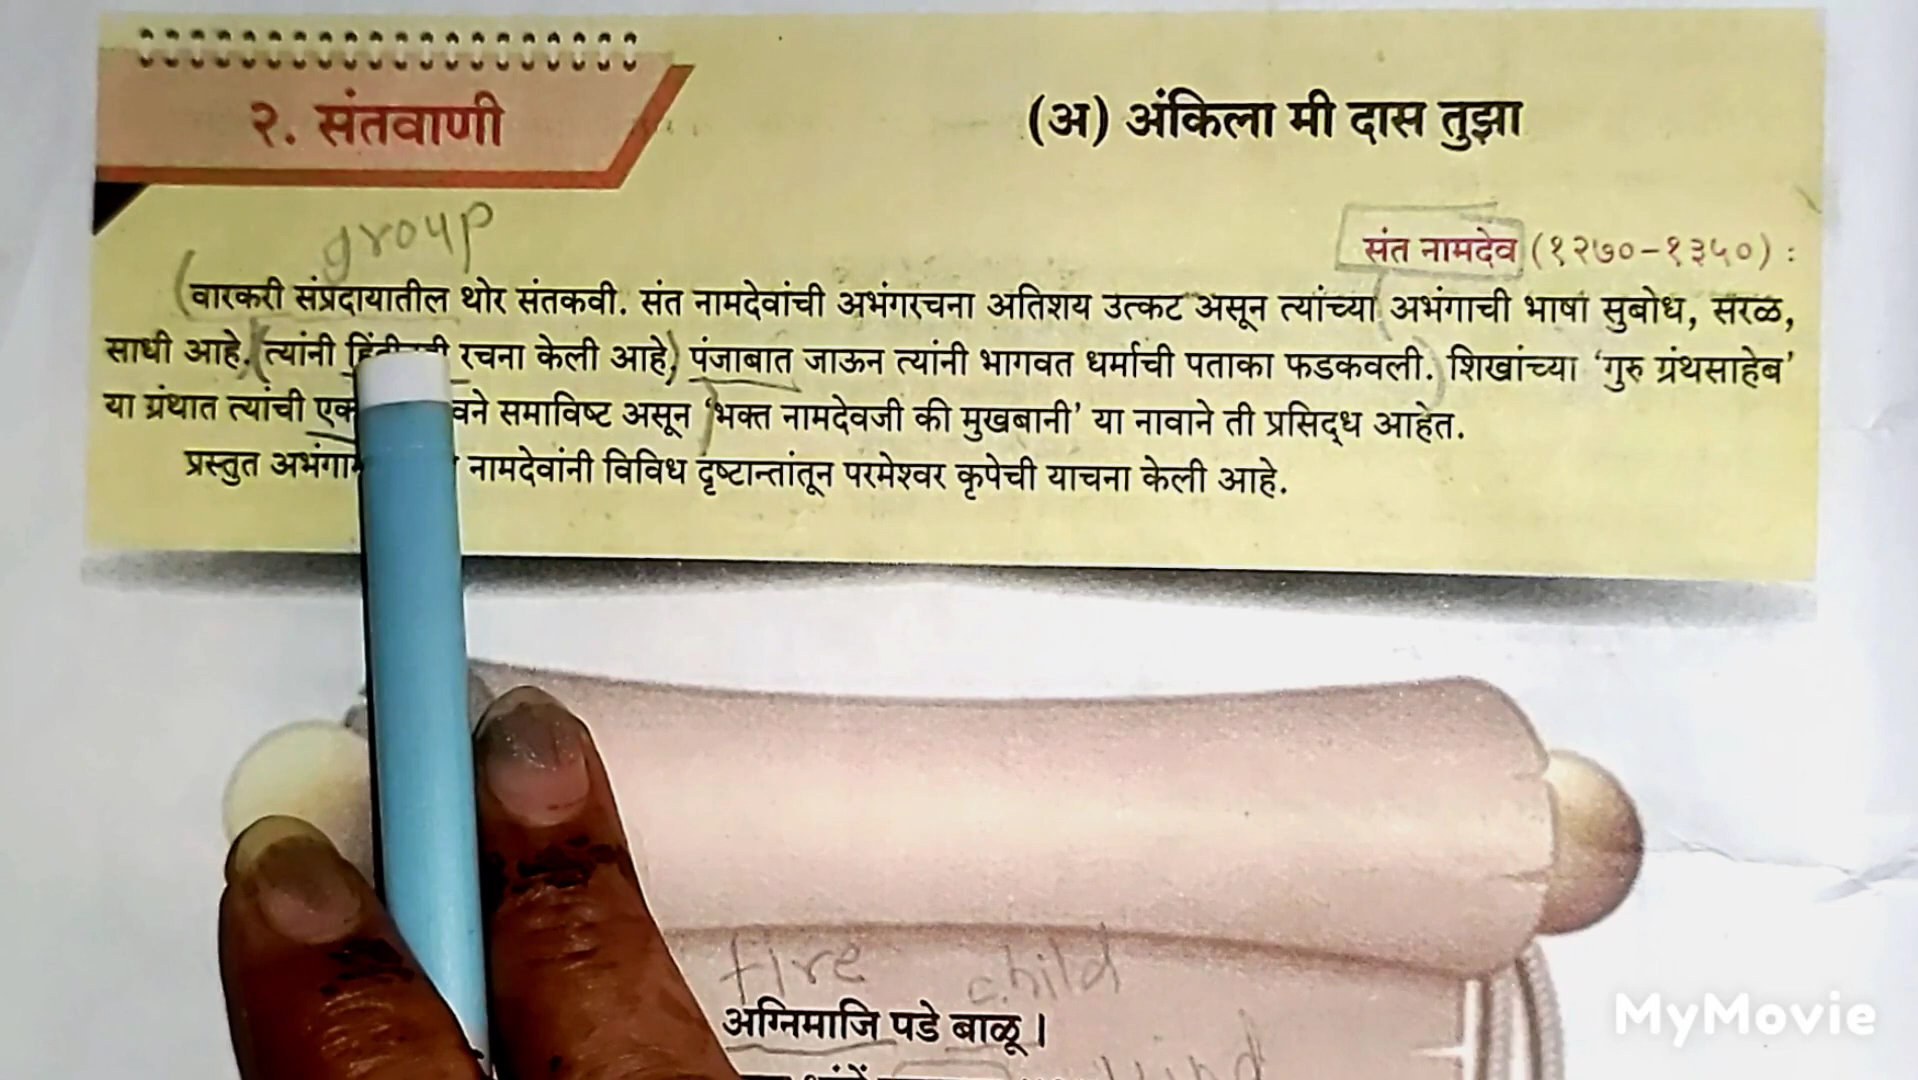 २. संतवाणी
(अ) अंकिला मी दास तुझा
group
संत नामदेव (१२७०-१३५०) :
वारकरी संप्रदायातील थोर संतकवी. संत नामदेवांची अभंगरचना अतिशय उत्कट असून त्यांच्या अभंगाची भाषा सुबोध, सरळ,
साधी आहे. त्यांनी रचना केली आहे, पंजाबात जाऊन त्यांनी भागवत धर्माची पताका फडकवली. शिखांच्या ‘गुरु ग्रंथसाहेब’
या ग्रंथात त्यांची समाविष्ट असून ‘भक्त नामदेवजी की मुखबानी’ या नावाने ती प्रसिद्ध आहेत.
प्रस्तुत नामदेवांनी विविध दृष्टान्तांतून परमेश्वर कृपेची याचना केली आहे.
fire child
अग्निमाजि पडे बाळू ।
MyMovie